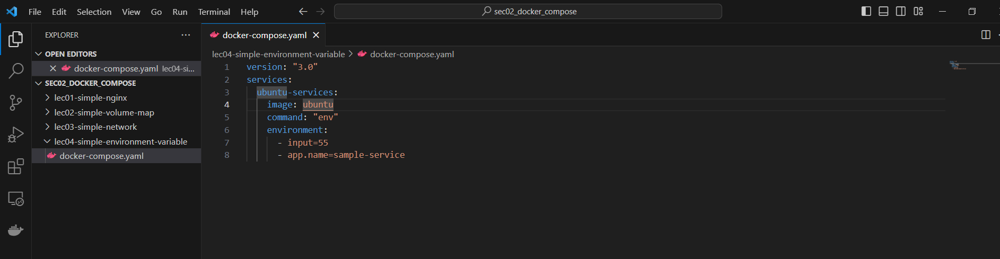 File Edit Selection View Go Run Terminal Help
sec02_docker_compose
EXPLORER
OPEN EDITORS
docker-compose.yaml lec04-si...
SEC02_DOCKER_COMPOSE
lec01-simple-nginx
lec02-simple-volume-map
lec03-simple-network
lec04-simple-environment-variable
docker-compose.yaml
docker-compose.yaml
lec04-simple-environment-variable > docker-compose.yaml
1 version: "3.0"
2 services:
3 ubuntu-services:
4 image: ubuntu
5 command: "env"
6 environment:
7 - input=55
8 - app.name=sample-service